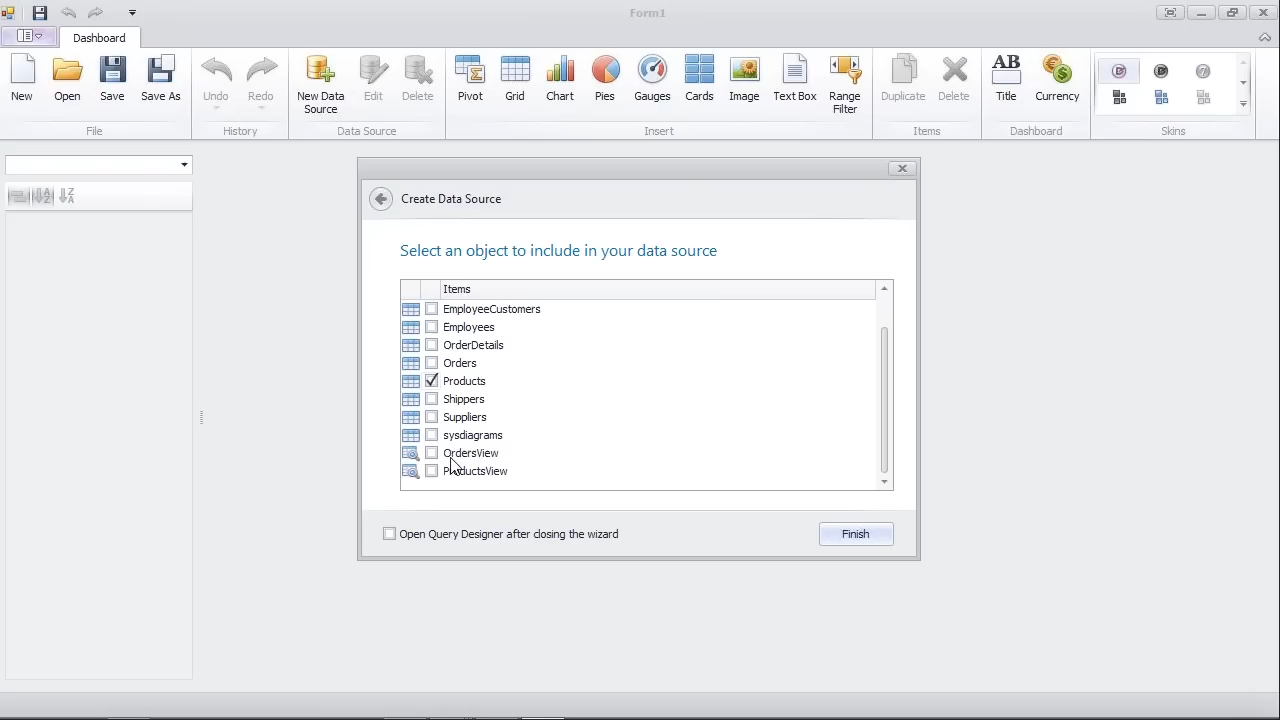 Form1
Dashboard
New
Open
Save
Save As
Undo
Redo
New Data
Source
Edit
Delete
Pivot
Grid
Chart
Pies
Gauges
Cards
Image
Text Box
Range
Filter
Duplicate
Delete
AB
Title
Currency
File
History
Data Source
Insert
Items
Dashboard
Skins
Create Data Source
Select an object to include in your data source
Items
EmployeeCustomers
Employees
OrderDetails
Orders
Products
Shippers
Suppliers
sysdiagrams
OrdersView
ProductsView
Open Query Designer after closing the wizard
Finish